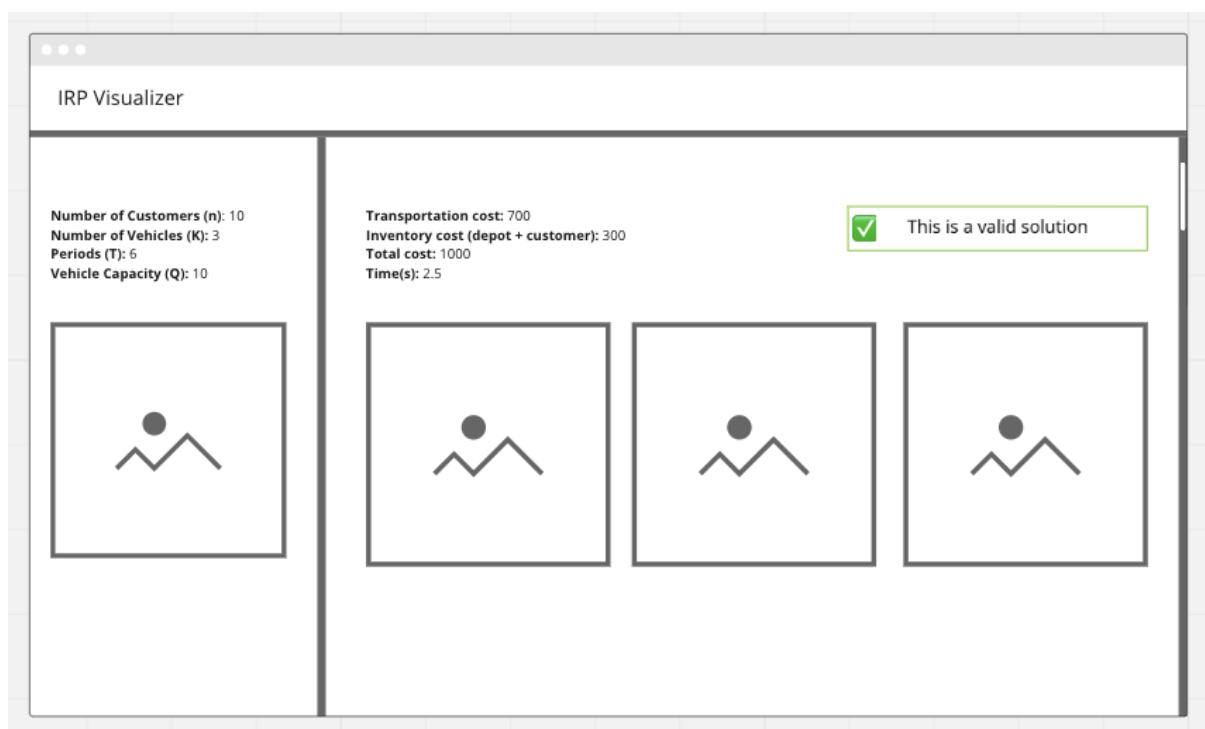 IRP Visualizer
Number of Customers (n): 10
Number of Vehicles (K): 3
Periods (T): 6
Vehicle Capacity (Q): 10
Transportation cost: 700
Inventory cost (depot + customer): 300
Total cost: 1000
Time(s): 2.5
This is a valid solution